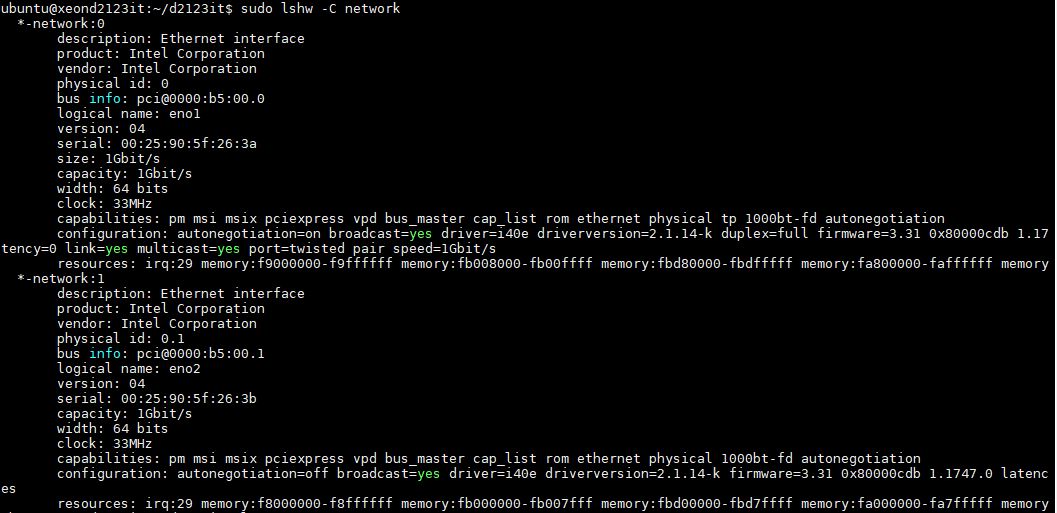 ubuntu@xeond2123it:~/d2123it$ sudo lshw -C network
*-network:0
description: Ethernet interface
product: Intel Corporation
vendor: Intel Corporation
physical id: 0
bus info: pci@0000:b5:00.0
logical name: eno1
version: 04
serial: 00:25:90:5f:26:3a
size: 1Gbit/s
capacity: 1Gbit/s
width: 64 bits
clock: 33MHz
capabilities: pm msi msix pciexpress vpd bus_master cap_list rom ethernet physical tp 1000bt-fd autonegotiation
configuration: autonegotiation=on broadcast=yes driver=i40e driverversion=2.1.14-k duplex=full firmware=3.31 0x80000cdb 1.17
tency=0 link=yes multicast=yes port=twisted pair speed=1Gbit/s
resources: irq:29 memory:f9000000-f9ffffff memory:fb008000-fb00ffff memory:fbd80000-fbdfffff memory:fa800000-faffffff memory
*-network:1
description: Ethernet interface
product: Intel Corporation
vendor: Intel Corporation
physical id: 0.1
bus info: pci@0000:b5:00.1
logical name: eno2
version: 04
serial: 00:25:90:5f:26:3b
capacity: 1Gbit/s
width: 64 bits
clock: 33MHz
capabilities: pm msi msix pciexpress vpd bus_master cap_list rom ethernet physical 1000bt-fd autonegotiation
configuration: autonegotiation=off broadcast=yes driver=i40e driverversion=2.1.14-k firmware=3.31 0x80000cdb 1.1747.0 latenc
es
resources: irq:29 memory:f8000000-f8ffffff memory:fb000000-fb007fff memory:fbd00000-fbd7ffff memory:fa000000-fa7fffff memory